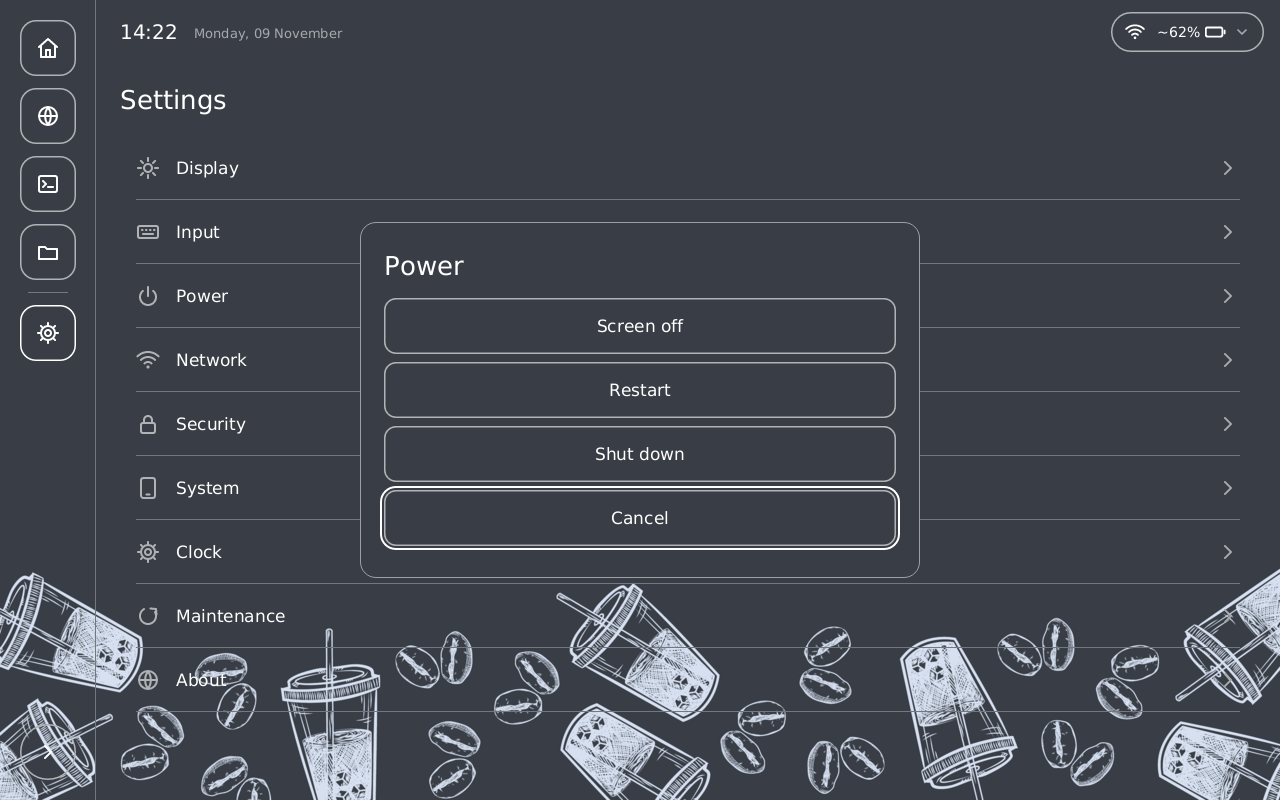 14:22 Monday, 09 November
~62%
Settings
Display
Input
Power
Network
Security
System
Clock
Maintenance
About
Power
Screen off
Restart
Shut down
Cancel